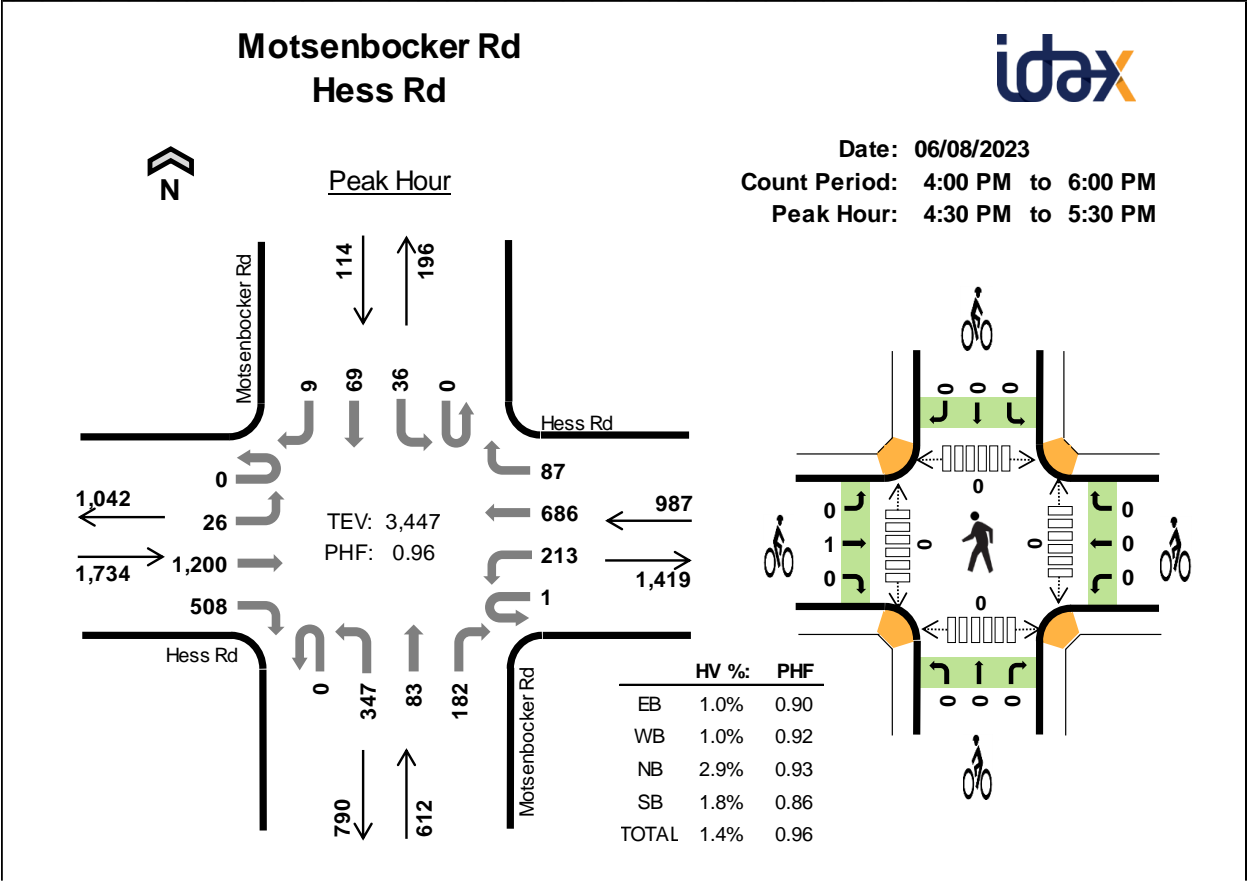 Motsenbocker Rd
Hess Rd
idax
Date: 06/08/2023
Count Period: 4:00 PM to 6:00 PM
Peak Hour: 4:30 PM to 5:30 PM
N
Peak Hour
Motsenbocker Rd
114
196
9
69
36
0
Hess Rd
0
26
1,200
508
1,042
1,734
TEV: 3,447
PHF: 0.96
87
686
213
1
987
1,419
Hess Rd
0
347
83
182
Motsenbocker Rd
790
612
HV %: PHF
EB 1.0% 0.90
WB 1.0% 0.92
NB 2.9% 0.93
SB 1.8% 0.86
TOTAL 1.4% 0.96
0 0 0
0
0
1
0
0
0
0
0
0
0
0 0 0